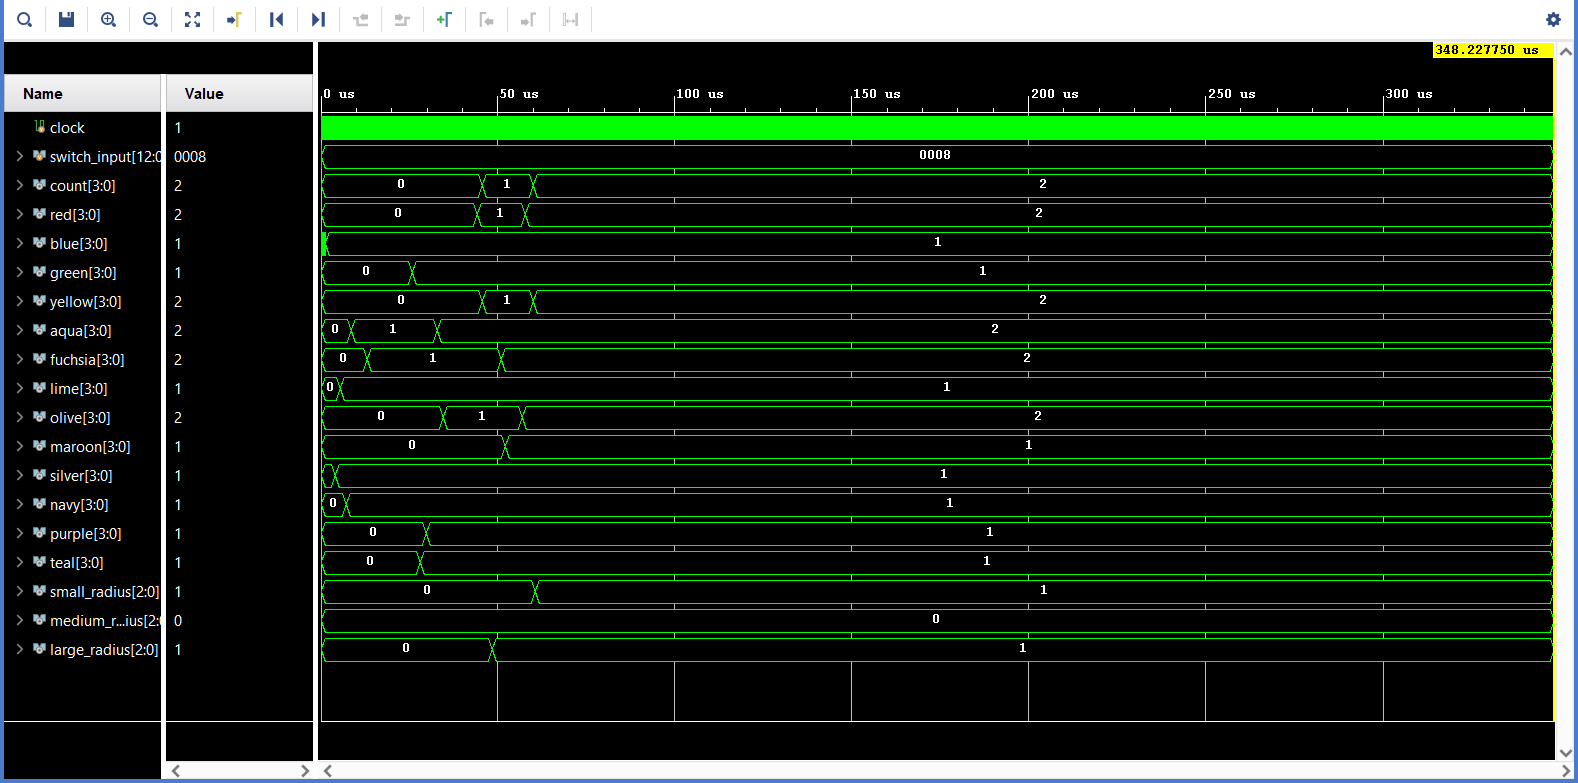 348.227750 us
Name Value
0 us 50 us 100 us 150 us 200 us 250 us 300 us
clock 1
switch_input[12:0 0008 0008
count[3:0] 2 0 1 2
red[3:0] 2 0 1 2
blue[3:0] 1 1
green[3:0] 1 0 1
yellow[3:0] 2 0 1 2
aqua[3:0] 2 0 1 2
fuchsia[3:0] 2 0 1 2
lime[3:0] 1 0 1
olive[3:0] 2 0 1 2
maroon[3:0] 1 0 1
silver[3:0] 1 1
navy[3:0] 1 0 1
purple[3:0] 1 0 1
teal[3:0] 1 0 1
small_radius[2:0] 1 0 1
medium_r...ius[2:0 0 0
large_radius[2:0] 1 0 1